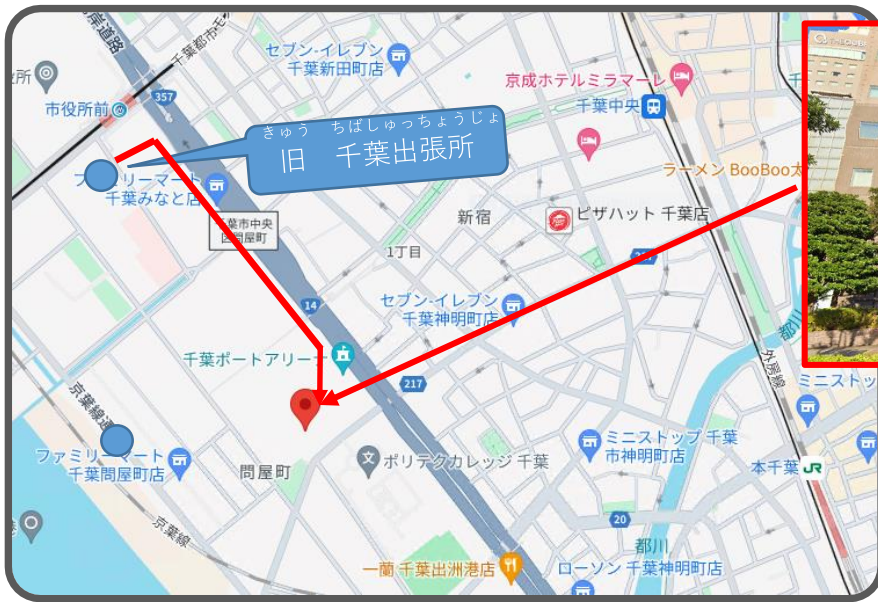 岸道路
千葉都市モ
セブン-イレブン
千葉新田町店
所
市役所前
357
京成ホテルミラマーレ
千葉中央
きゅう ちばしゅっちょうじょ
旧 千葉出張所
ファミリーマート
千葉みなと店
ラーメン BooBoo太
新宿
ピザハット 千葉店
葉市中央
区問屋町
1丁目
14
セブン-イレブン
千葉神明町店
都川
千葉ポートアリーナ
217
外房線
京葉線
ミニストッ
ファミリーマート
千葉問屋町店
問屋町
ポリテクカレッジ 千葉
ミニストップ 千葉
市神明町店
本千葉
JR
京葉線
20
都川
一蘭 千葉出洲港店
ローソン 千葉神明町店